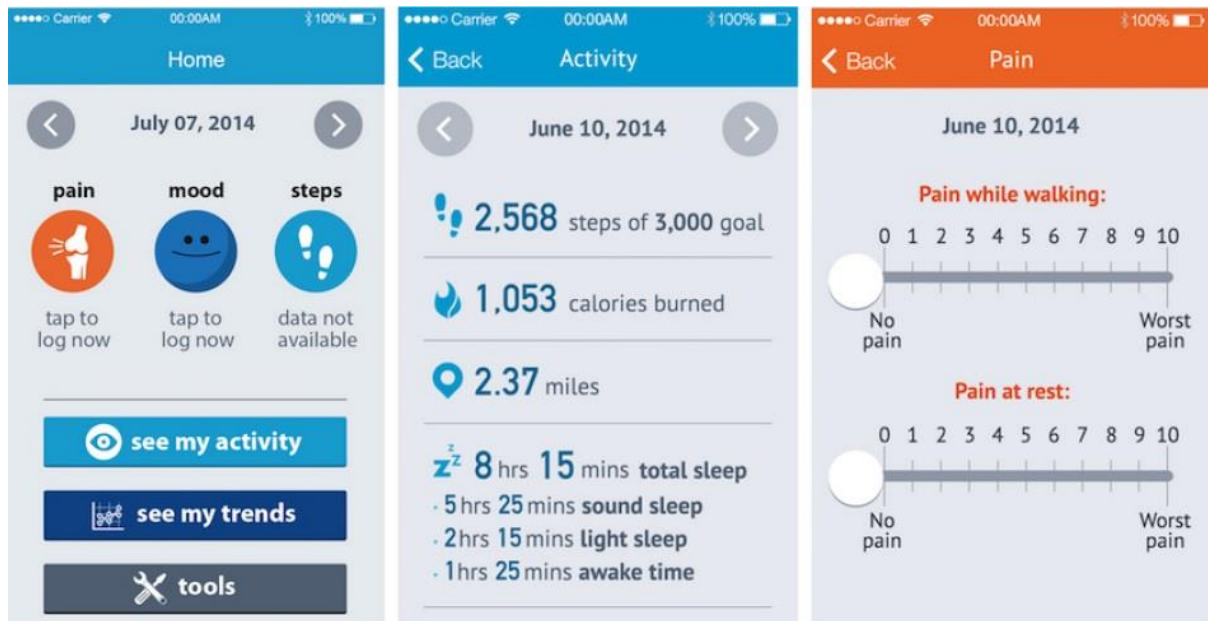 Carrier 00:00AM 100%
Home
July 07, 2014
pain mood steps
tap to tap to data not
log now log now available
see my activity
see my trends
tools
Carrier 00:00AM 100%
Back Activity
June 10, 2014
2,568 steps of 3,000 goal
1,053 calories burned
2.37 miles
zzz 8 hrs 15 mins total sleep
5 hrs 25 mins sound sleep
2hrs 15 mins light sleep
1hrs 25 mins awake time
Carrier 00:00AM 100%
Back Pain
June 10, 2014
Pain while walking:
0 1 2 3 4 5 6 7 8 9 10
No Worst
pain pain
Pain at rest:
0 1 2 3 4 5 6 7 8 9 10
No Worst
pain pain